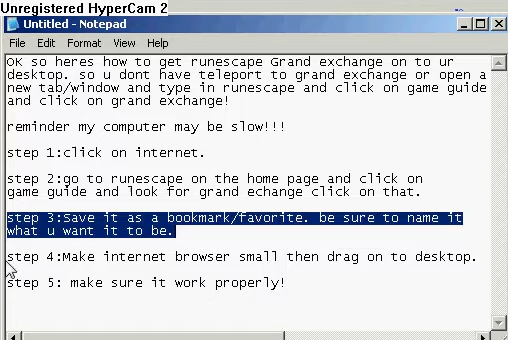 Unregistered HyperCam 2
Untitled - Notepad
File Edit Format View Help
OK so heres how to get runescape Grand exchange on to ur
desktop. so u dont have teleport to grand exchange or open a
new tab/window and type in runescape and click on game guide
and click on grand exchange!
reminder my computer may be slow!!!
step 1:click on internet.
step 2:go to runescape on the home page and click on
game guide and look for grand echange click on that.
step 3:Save it as a bookmark/favorite. be sure to name it
what u want it to be.
step 4:Make internet browser small then drag on to desktop.
step 5: make sure it work properly!